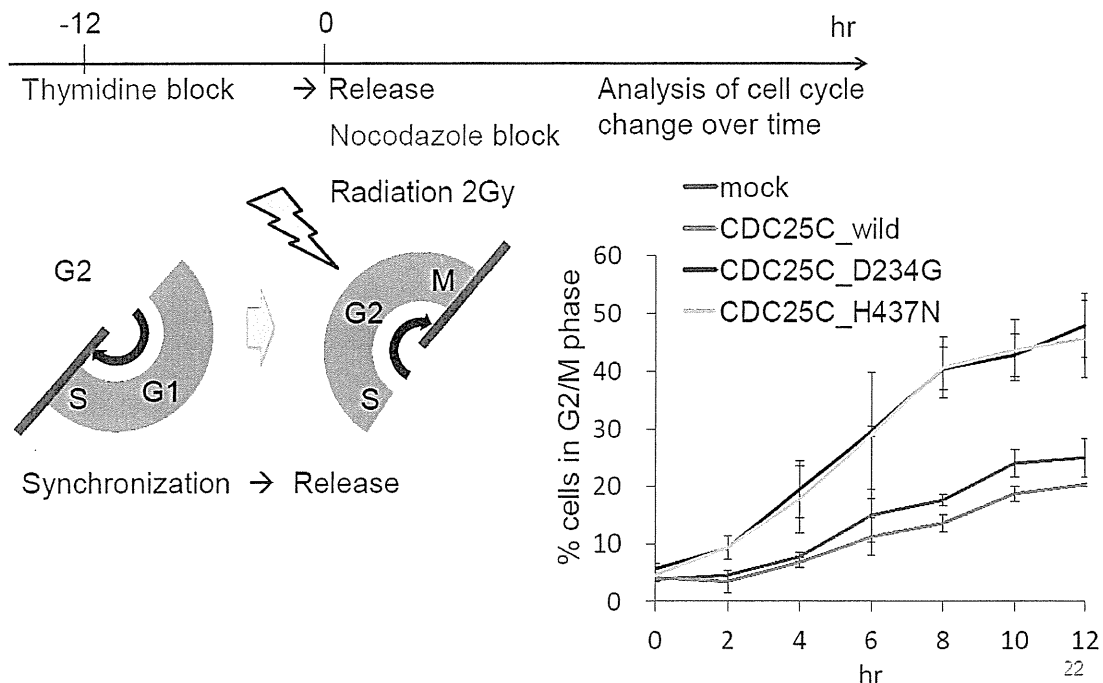 -12 0 hr
Thymidine block → Release
Nocodazole block
Analysis of cell cycle
change over time
Radiation 2Gy
G2
S
G1
M
G2
S
Synchronization → Release
mock
CDC25C_wild
CDC25C_D234G
CDC25C_H437N
% cells in G2/M phase
60
50
40
30
20
10
0
0 2 4 6 8 10 12
hr
22